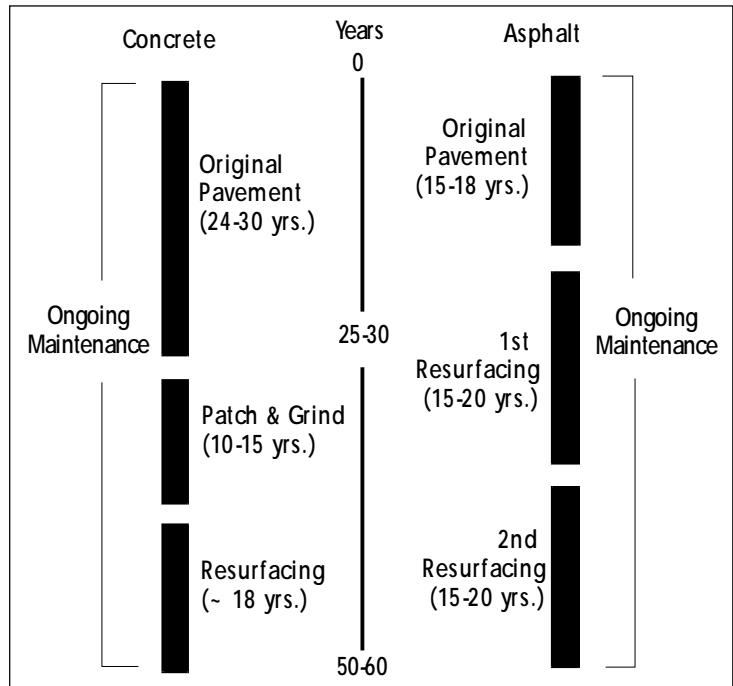 Concrete
Years
Asphalt
0
Original
Pavement
(24-30 yrs.)
Original
Pavement
(15-18 yrs.)
Ongoing
Maintenance
25-30
1st
Resurfacing
(15-20 yrs.)
Ongoing
Maintenance
Patch & Grind
(10-15 yrs.)
Resurfacing
(~ 18 yrs.)
2nd
Resurfacing
(15-20 yrs.)
50-60